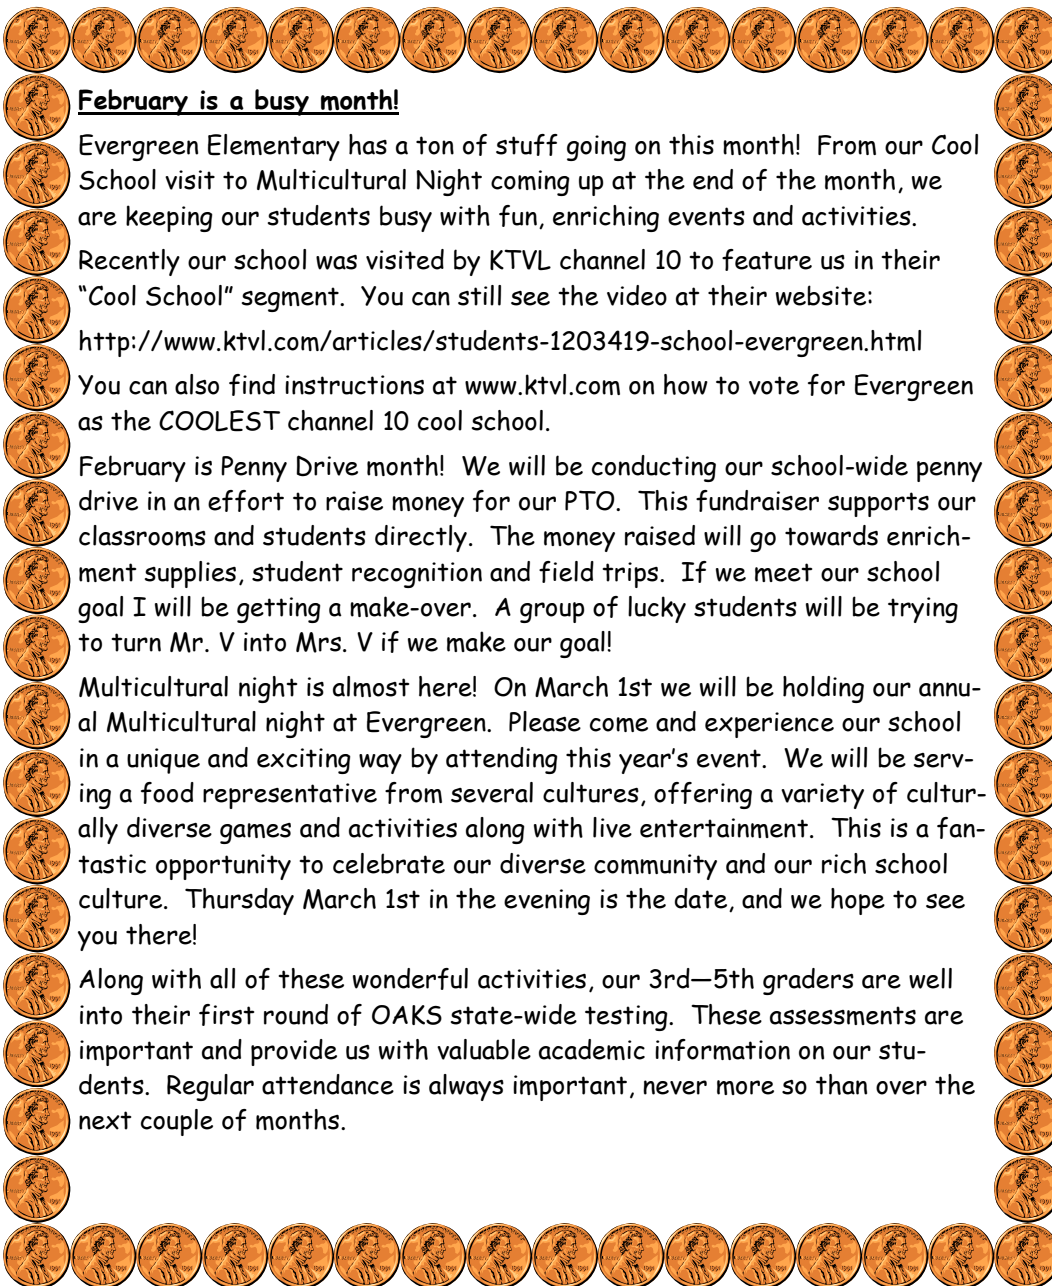 February is a busy month!
Evergreen Elementary has a ton of stuff going on this month!  From our Cool
School visit to Multicultural Night coming up at the end of the month, we
are keeping our students busy with fun, enriching events and activities.
Recently our school was visited by KTVL channel 10 to feature us in their
“Cool School” segment.  You can still see the video at their website:
http://www.ktvl.com/articles/students-1203419-school-evergreen.html
You can also find instructions at www.ktvl.com on how to vote for Evergreen
as the COOLEST channel 10 cool school.
February is Penny Drive month!  We will be conducting our school-wide penny
drive in an effort to raise money for our PTO.  This fundraiser supports our
classrooms and students directly.  The money raised will go towards enrich-
ment supplies, student recognition and field trips.  If we meet our school
goal I will be getting a make-over.  A group of lucky students will be trying
to turn Mr. V into Mrs. V if we make our goal!
Multicultural night is almost here!  On March 1st we will be holding our annu-
al Multicultural night at Evergreen.  Please come and experience our school
in a unique and exciting way by attending this year’s event.  We will be serv-
ing a food representative from several cultures, offering a variety of cultur-
ally diverse games and activities along with live entertainment.  This is a fan-
tastic opportunity to celebrate our diverse community and our rich school
culture.  Thursday March 1st in the evening is the date, and we hope to see
you there!
Along with all of these wonderful activities, our 3rd—5th graders are well
into their first round of OAKS state-wide testing.  These assessments are
important and provide us with valuable academic information on our stu-
dents.  Regular attendance is always important, never more so than over the
next couple of months.